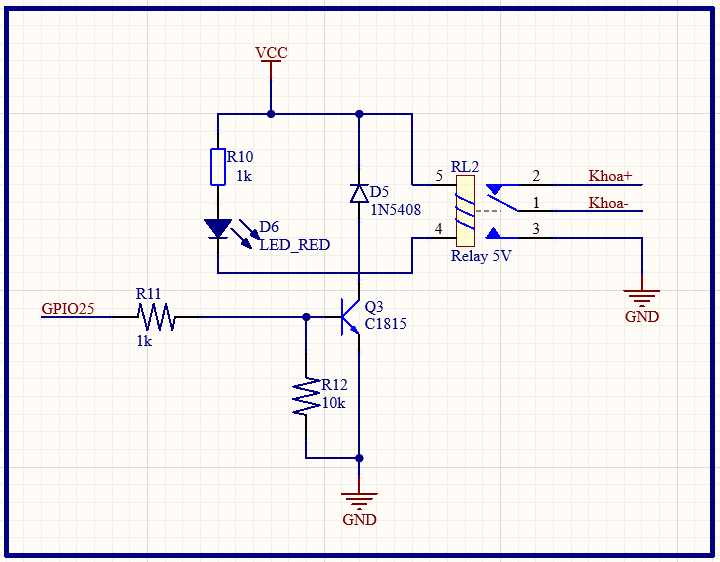 VCC
R10
1k
D6
LED_RED
D5
1N5408
RL2
5
4
2
1
3
Khoa+
Khoa-
Relay 5V
GND
GPIO25
R11
1k
Q3
C1815
R12
10k
GND